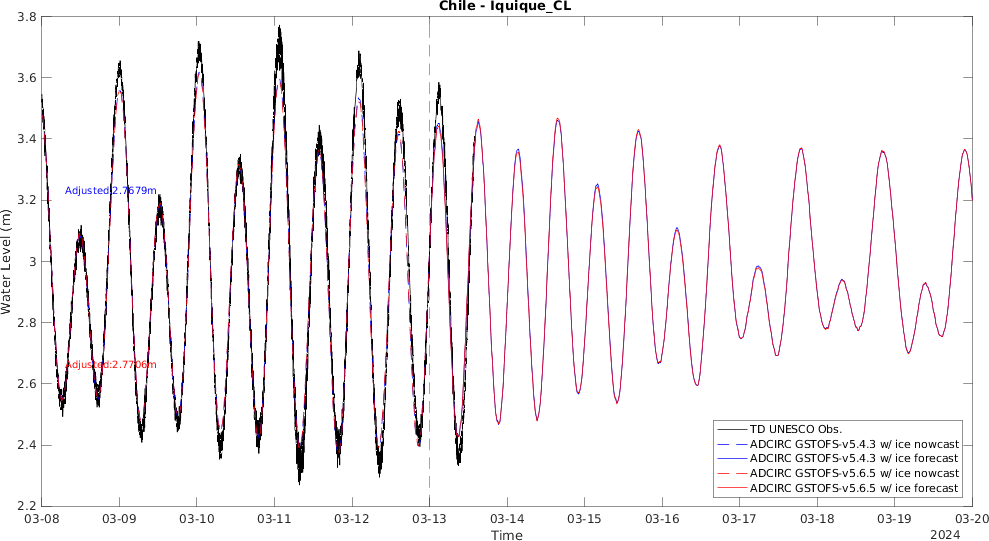 Chile - Iquique_CL
3.8
3.6
3.4
3.2
3
2.8
2.6
2.4
2.2
Water Level (m)
Adjusted:2.7679m
Adjusted:2.7706m
TD UNESCO Obs.
ADCIRC GSTOFS-v5.4.3 w/ ice nowcast
ADCIRC GSTOFS-v5.4.3 w/ ice forecast
ADCIRC GSTOFS-v5.6.5 w/ ice nowcast
ADCIRC GSTOFS-v5.6.5 w/ ice forecast
03-08 03-09 03-10 03-11 03-12 03-13 03-14 03-15 03-16 03-17 03-18 03-19 03-20
Time
2024